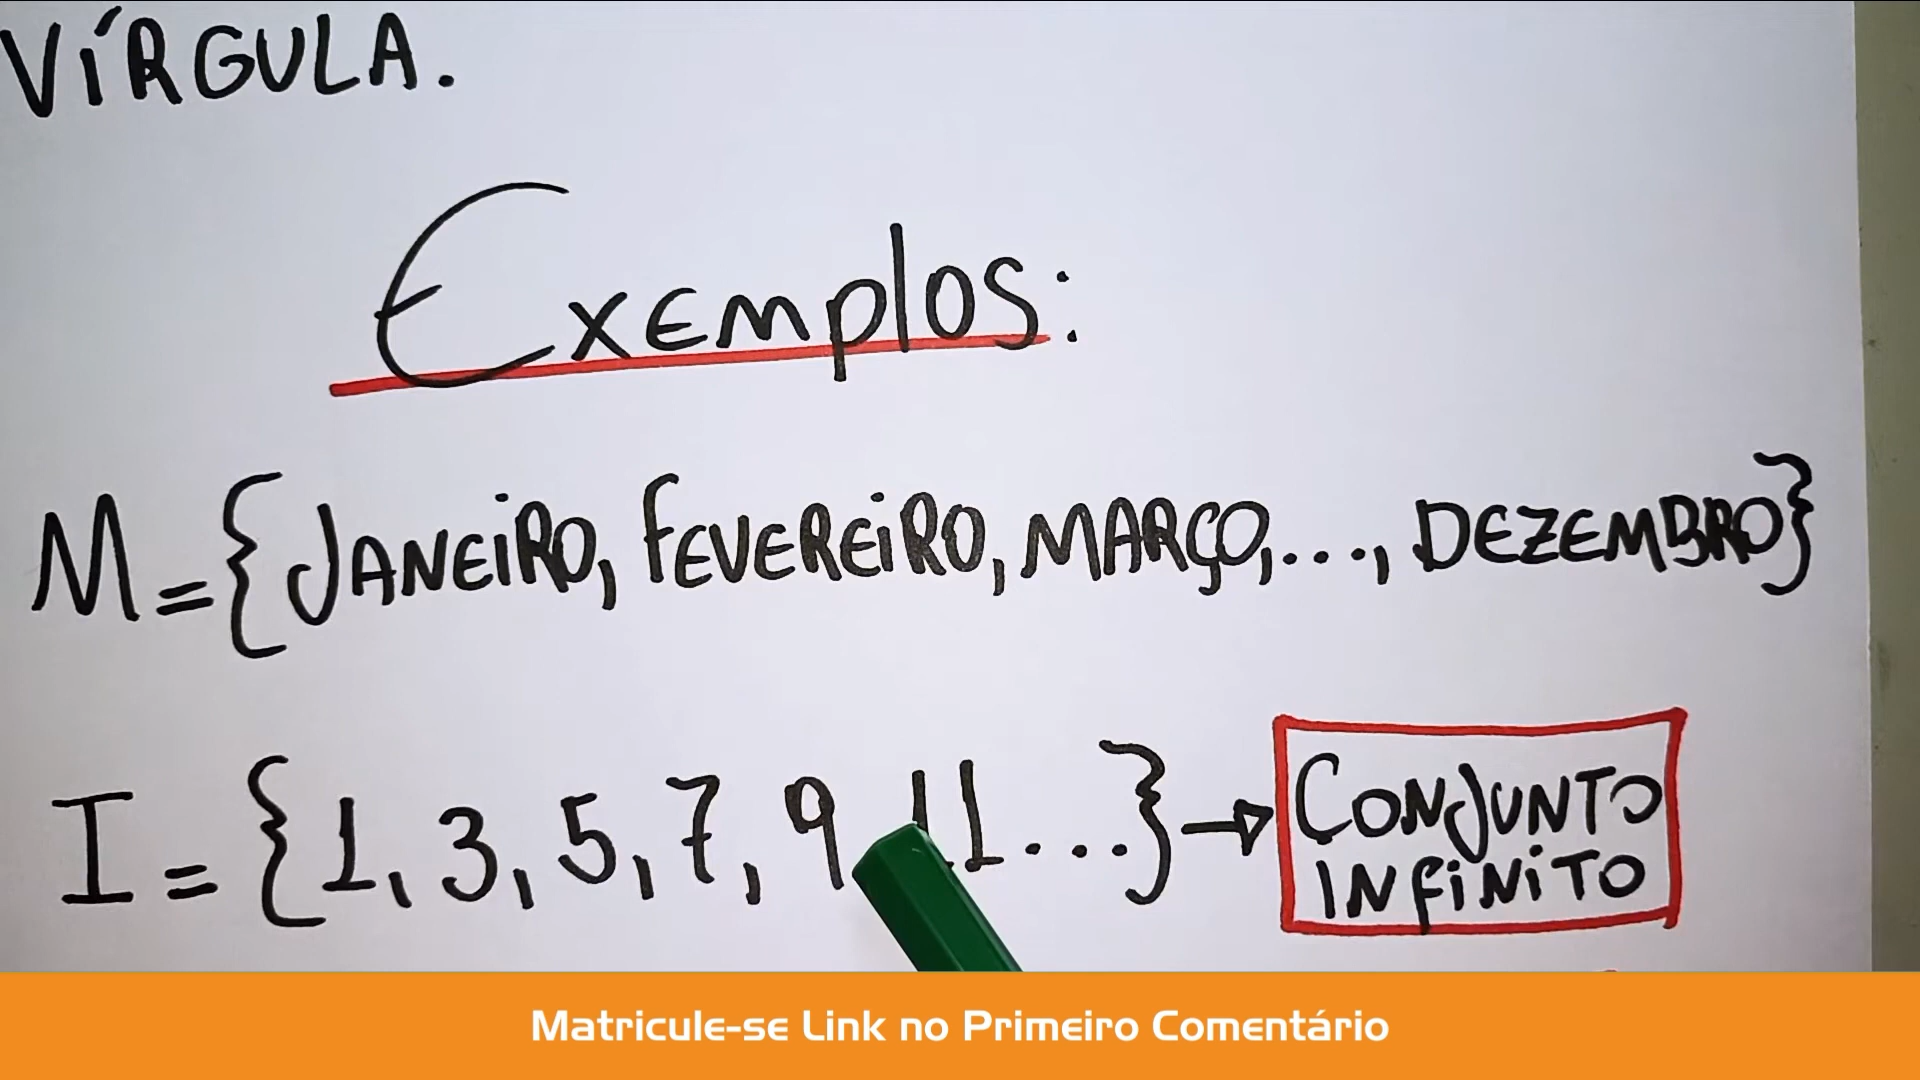 VÍRGULA.
Exemplos:
M={JANEIRO, FEVEREIRO, MARÇO,..., DEZEMBRO}
I = {1, 3, 5, 7, 9 11...}→ CONJUNTO
INFINITO
Matricule-se Link no Primeiro Comentário